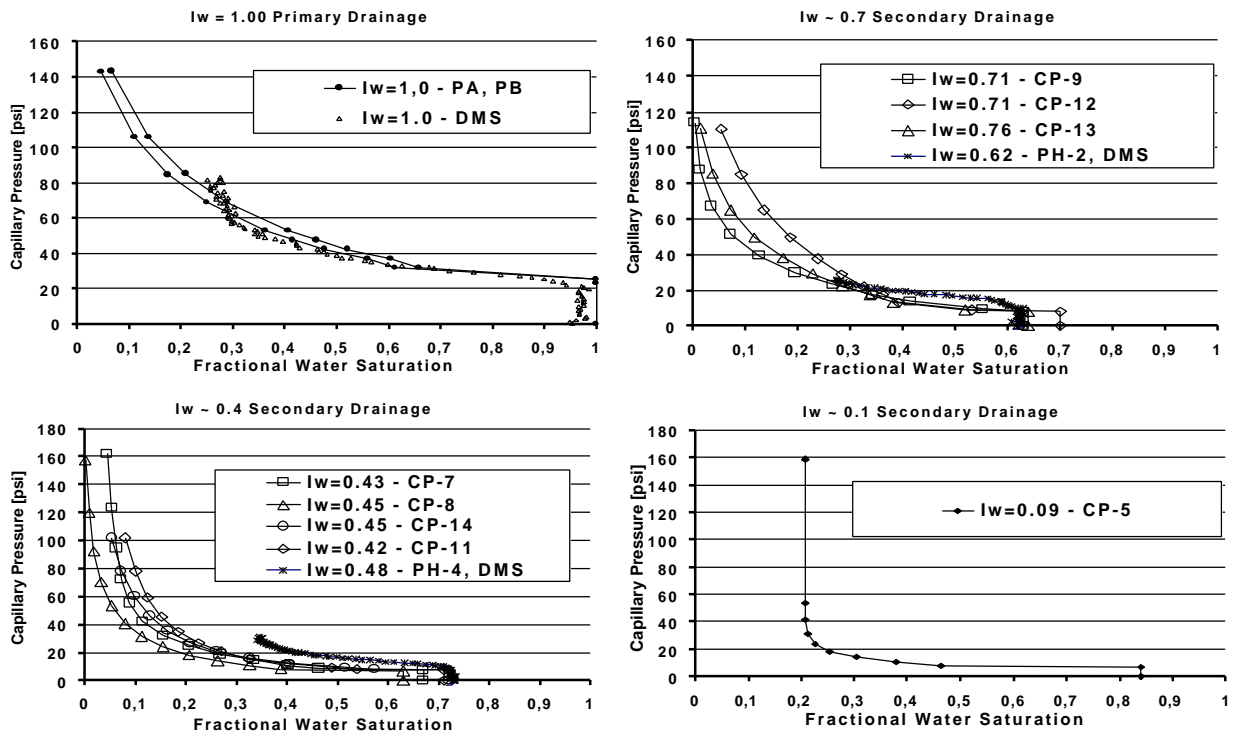 Iw = 1.00 Primary Drainage
Capillary Pressure [psi]
160
140
120
100
80
60
40
20
0
Iw=1,0 - PA, PB
Iw=1.0 - DMS
0 0,1 0,2 0,3 0,4 0,5 0,6 0,7 0,8 0,9 1
Fractional Water Saturation
Iw ~ 0.7 Secondary Drainage
Capillary Pressure [psi]
160
140
120
100
80
60
40
20
0
Iw=0.71 - CP-9
Iw=0.71 - CP-12
Iw=0.76 - CP-13
Iw=0.62 - PH-2, DMS
0 0,1 0,2 0,3 0,4 0,5 0,6 0,7 0,8 0,9 1
Fractional Water Saturation
Iw ~ 0.4 Secondary Drainage
Capillary Pressure [psi]
180
160
140
120
100
80
60
40
20
0
Iw=0.43 - CP-7
Iw=0.45 - CP-8
Iw=0.45 - CP-14
Iw=0.42 - CP-11
Iw=0.48 - PH-4, DMS
0 0,1 0,2 0,3 0,4 0,5 0,6 0,7 0,8 0,9 1
Fractional Water Saturation
Iw ~ 0.1 Secondary Drainage
Capillary Pressure [psi]
180
160
140
120
100
80
60
40
20
0
Iw=0.09 - CP-5
0 0,1 0,2 0,3 0,4 0,5 0,6 0,7 0,8 0,9 1
Fractional Water Saturation